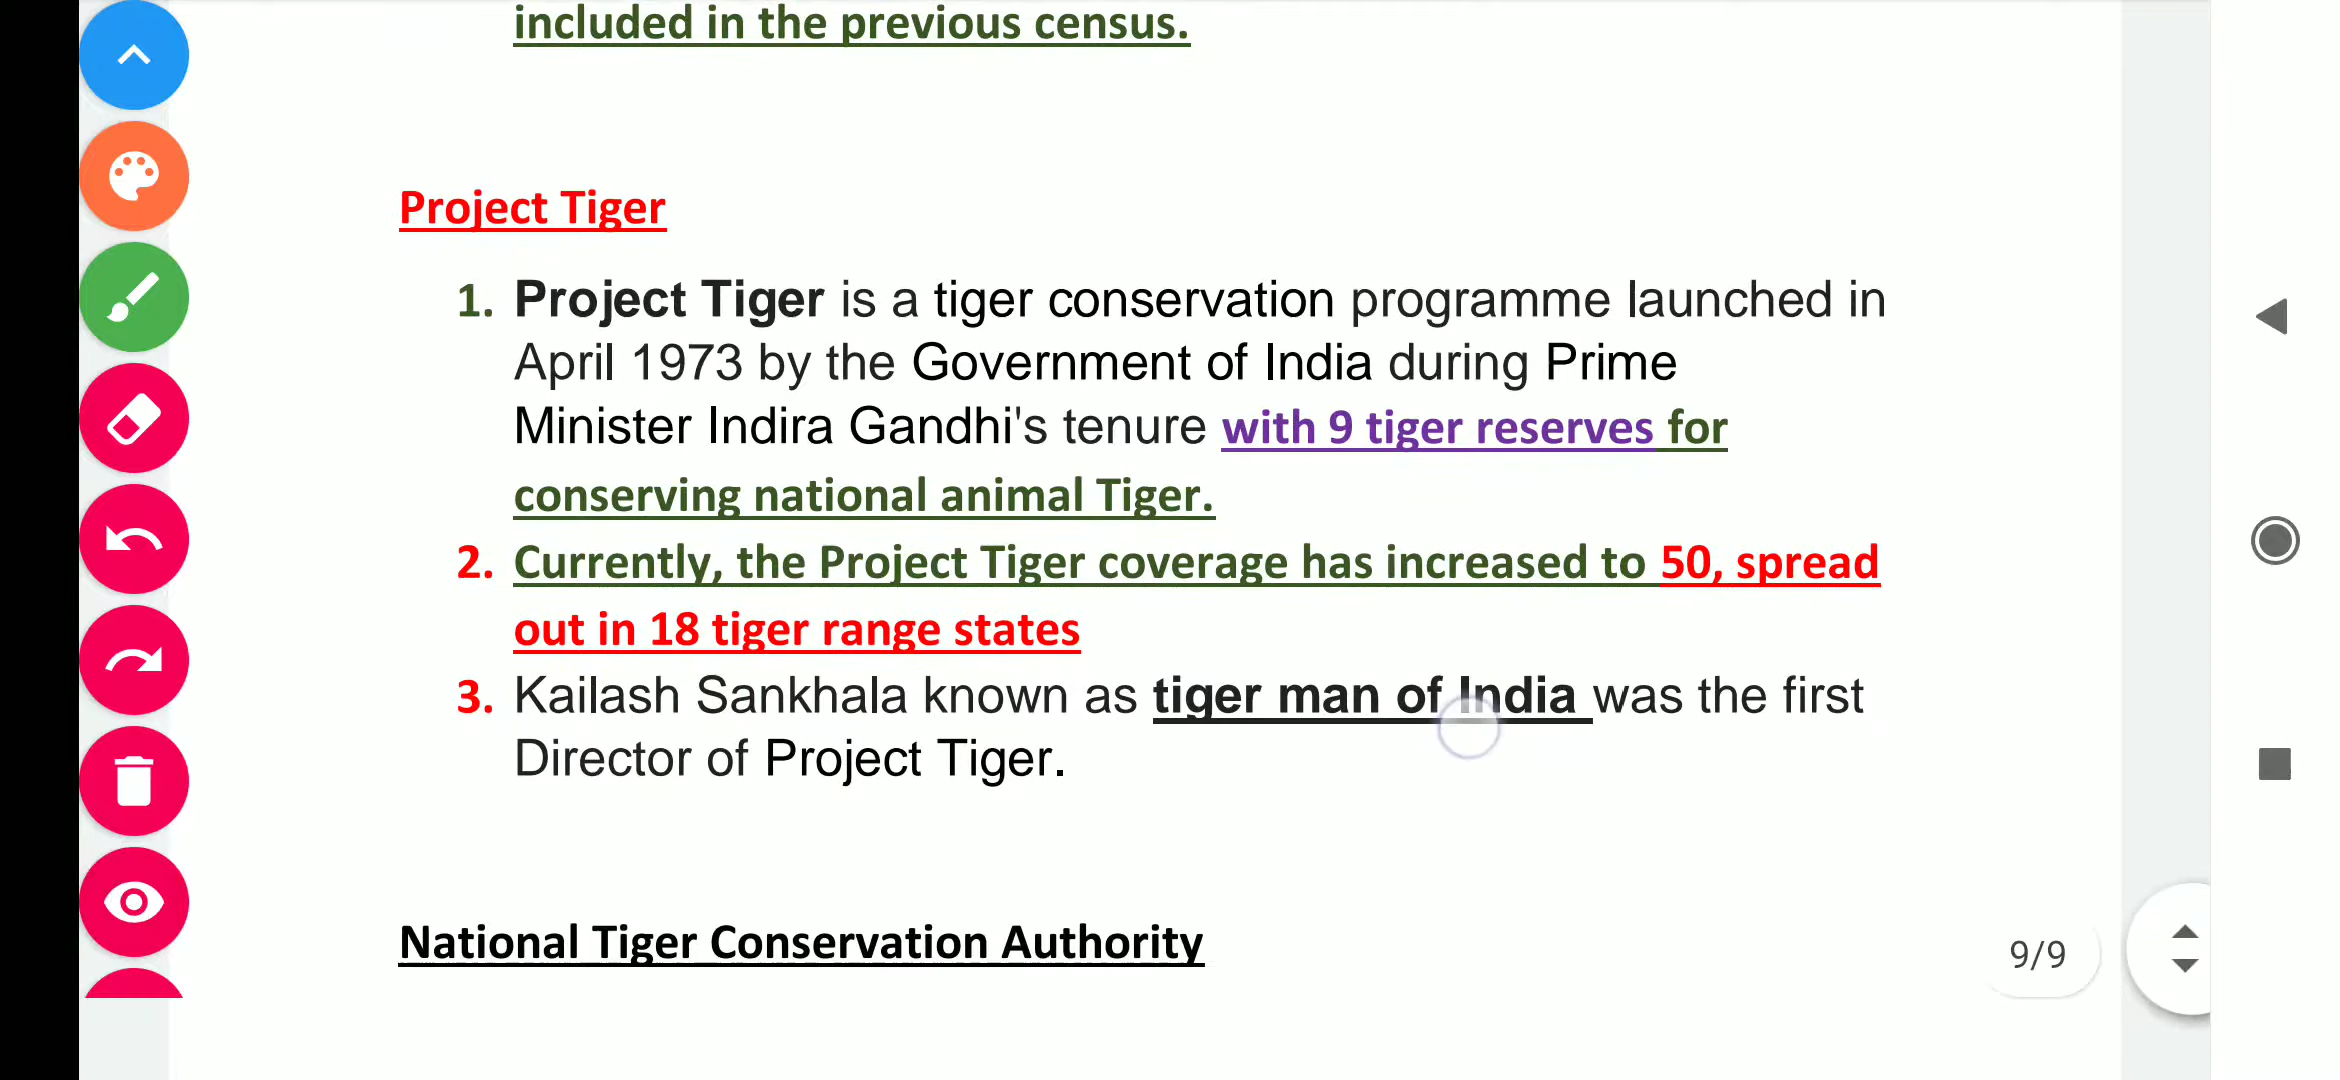 included in the previous census.
Project Tiger
1. Project Tiger is a tiger conservation programme launched in
April 1973 by the Government of India during Prime
Minister Indira Gandhi's tenure with 9 tiger reserves for
conserving national animal Tiger.
2. Currently, the Project Tiger coverage has increased to 50, spread
out in 18 tiger range states
3. Kailash Sankhala known as tiger man of India was the first
Director of Project Tiger.
National Tiger Conservation Authority
9/9